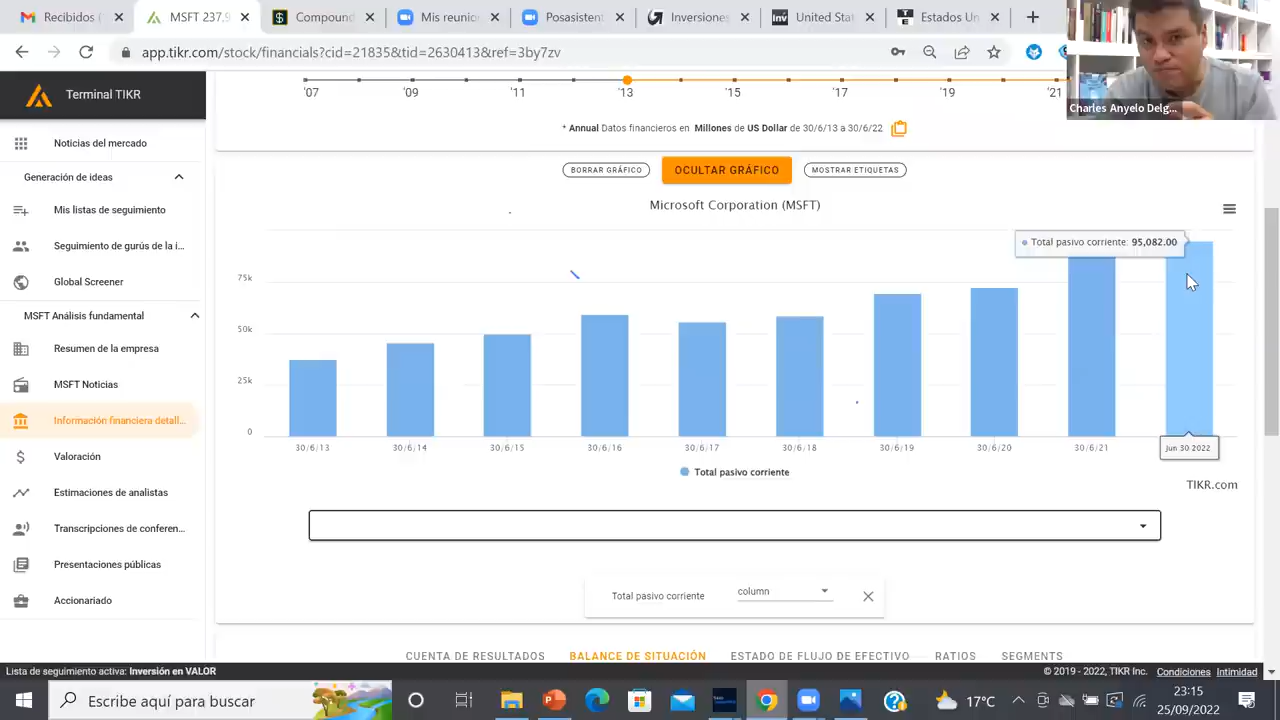 Recibidos (
MSFT 237.9
Compound
Mis reunio
Posasisten
Inversiones
United Sta
Estados Un
app.tikr.com/stock/financials?cid=21835&tid=2630413&ref=3by7zv
Charles Anyelo Delg...
Terminal TIKR
Noticias del mercado
Generación de ideas
Mis listas de seguimiento
Seguimiento de gurús de la i...
Global Screener
MSFT Análisis fundamental
Resumen de la empresa
MSFT Noticias
Información financiera detall...
Valoración
Estimaciones de analistas
Transcripciones de conferen...
Presentaciones públicas
Accionariado
'07 '09 '11 '13 '15 '17 '19 '21
* Annual Datos financieros en Millones de US Dollar de 30/6/13 a 30/6/22
BORRAR GRÁFICO OCULTAR GRÁFICO MOSTRAR ETIQUETAS
Microsoft Corporation (MSFT)
Total pasivo corriente: 95,082.00
75k
50k
25k
0
30/6/13 30/6/14 30/6/15 30/6/16 30/6/17 30/6/18 30/6/19 30/6/20 30/6/21 Jun 30 2022
Total pasivo corriente
TIKR.com
Total pasivo corriente column
CUENTA DE RESULTADOS BALANCE DE SITUACIÓN ESTADO DE FLUJO DE EFECTIVO RATIOS SEGMENTS
Lista de seguimiento activa: Inversión en VALOR
© 2019 - 2022, TIKR Inc. Condiciones Intimidad
Escribe aquí para buscar
17°C
23:15
25/09/2022